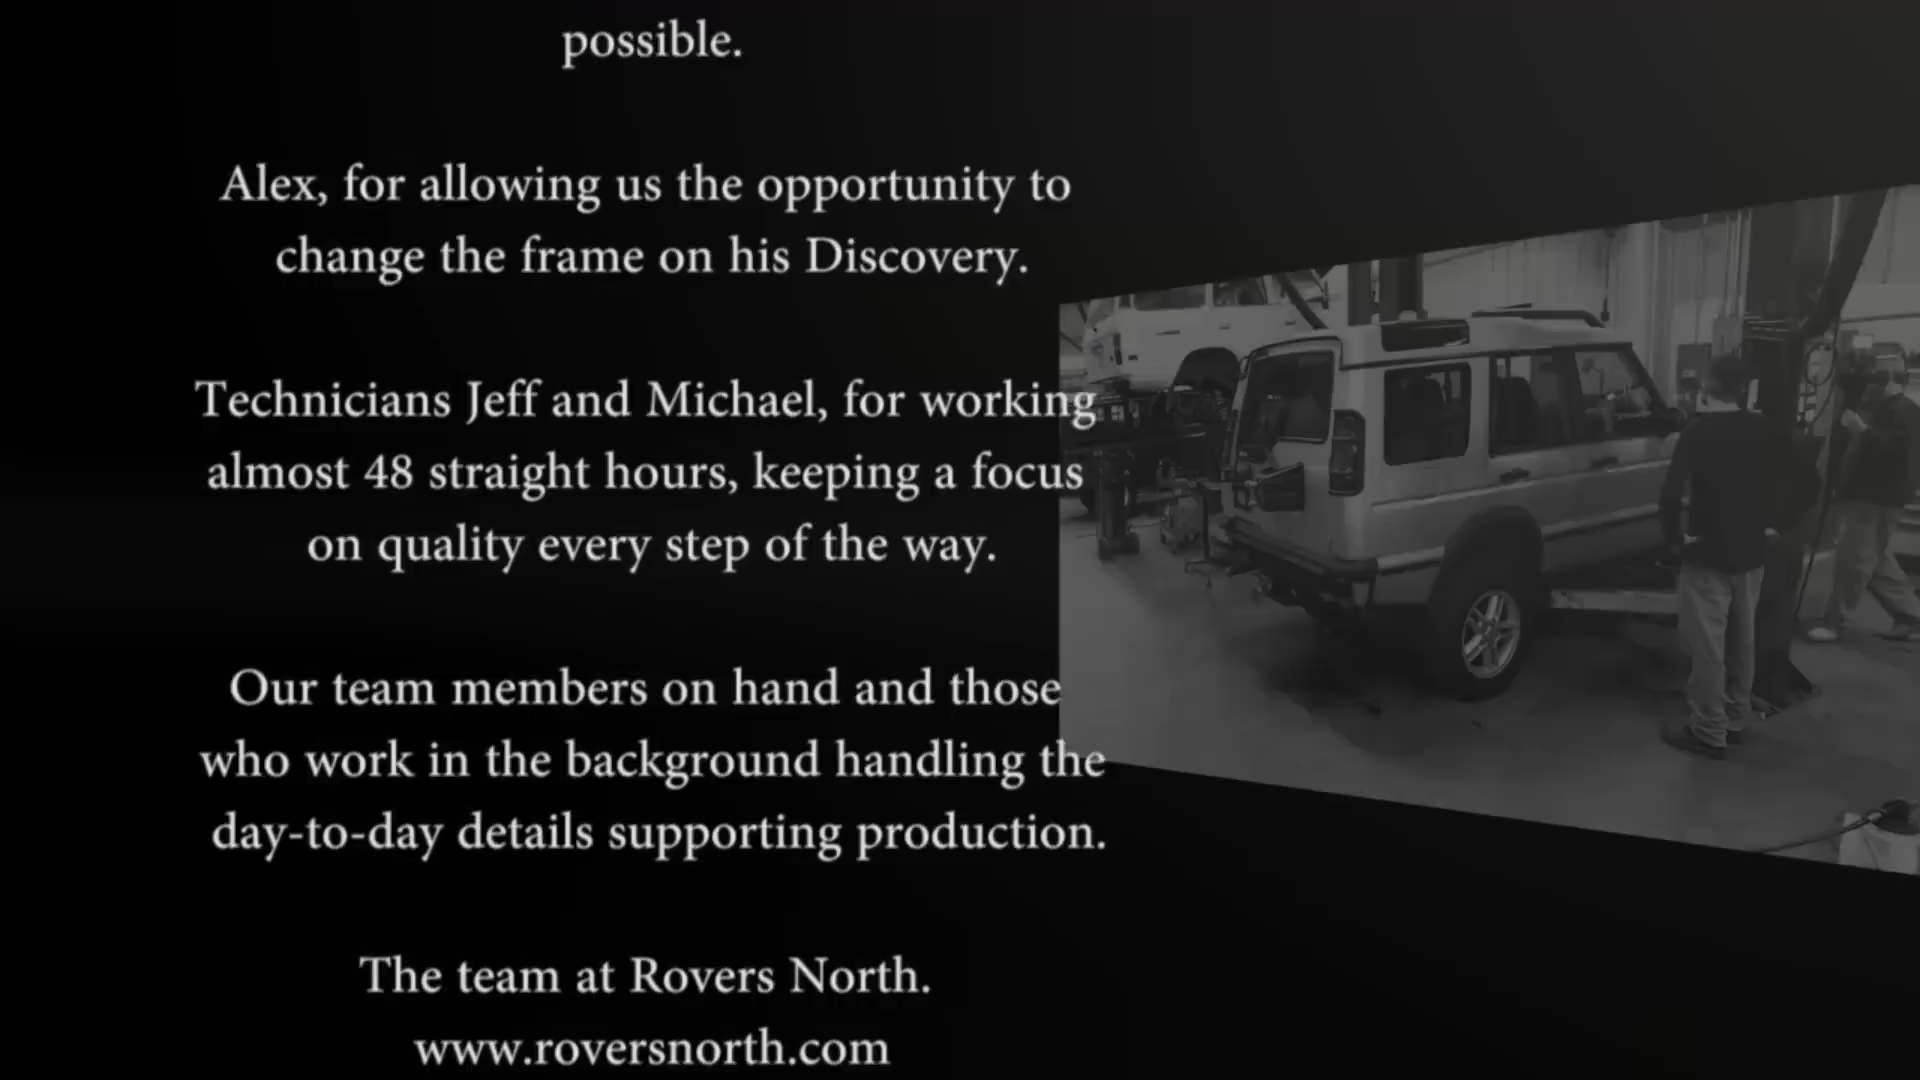 possible.
Alex, for allowing us the opportunity to
change the frame on his Discovery.
Technicians Jeff and Michael, for working
almost 48 straight hours, keeping a focus
on quality every step of the way.
Our team members on hand and those
who work in the background handling the
day-to-day details supporting production.
The team at Rovers North.
www.roversnorth.com